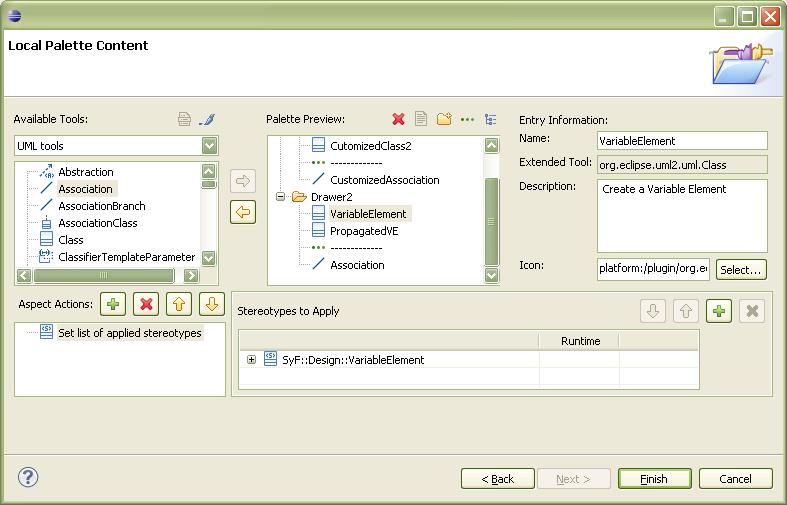 Local Palette Content
Available Tools:
UML tools
Abstraction
Association
AssociationBranch
AssociationClass
Class
ClassifierTemplateParameter
Palette Preview:
CutomizedClass2
-------------
CustomizedAssociation
Drawer2
VariableElement
PropagatedVE
-------------
Association
Entry Information:
Name:
VariableElement
Extended Tool:
org.eclipse.uml2.uml.Class
Description:
Create a Variable Element
Icon:
platform:/plugin/org.e
Select...
Aspect Actions:
Set list of applied stereotypes
Stereotypes to Apply
Runtime
SyF::Design::VariableElement
< Back
Next >
Finish
Cancel